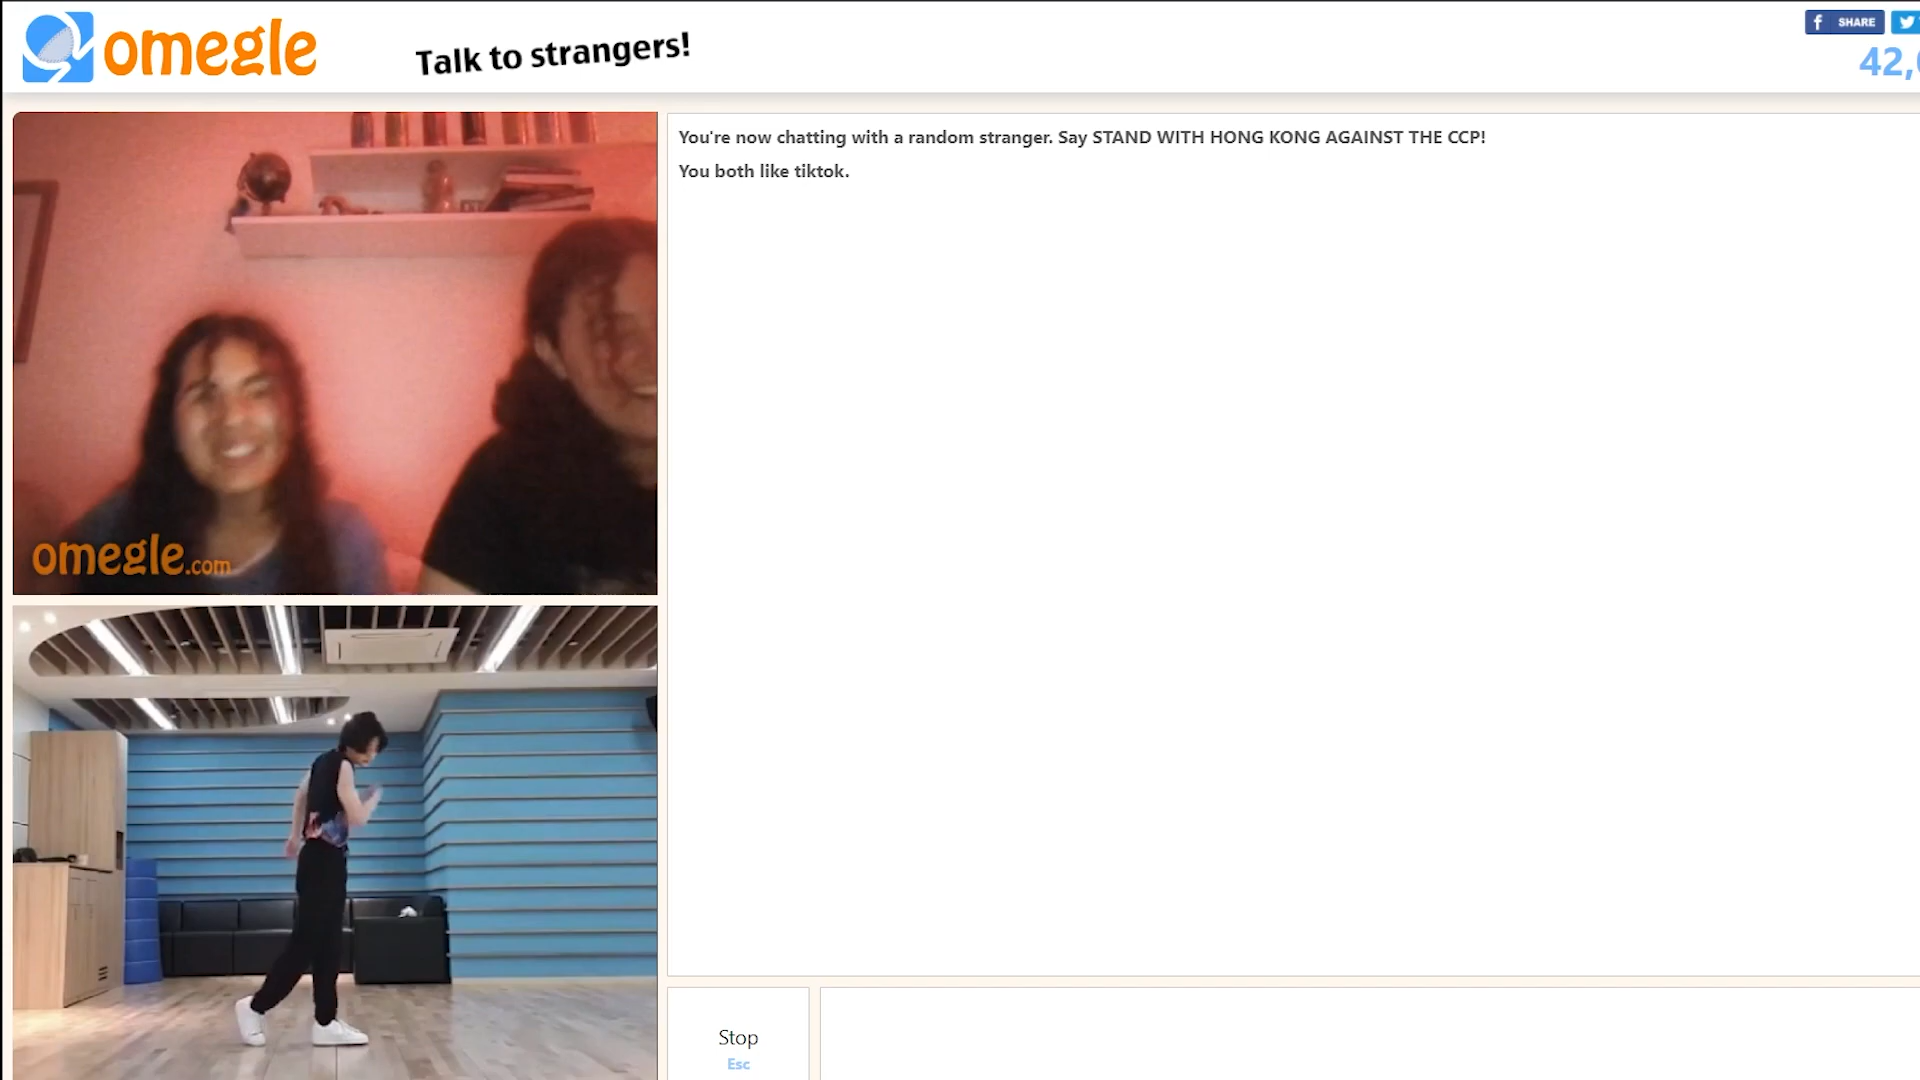 omegle
Talk to strangers!
SHARE
42,
You're now chatting with a random stranger. Say STAND WITH HONG KONG AGAINST THE CCP!
You both like tiktok.
omegle.com
Stop
Esc